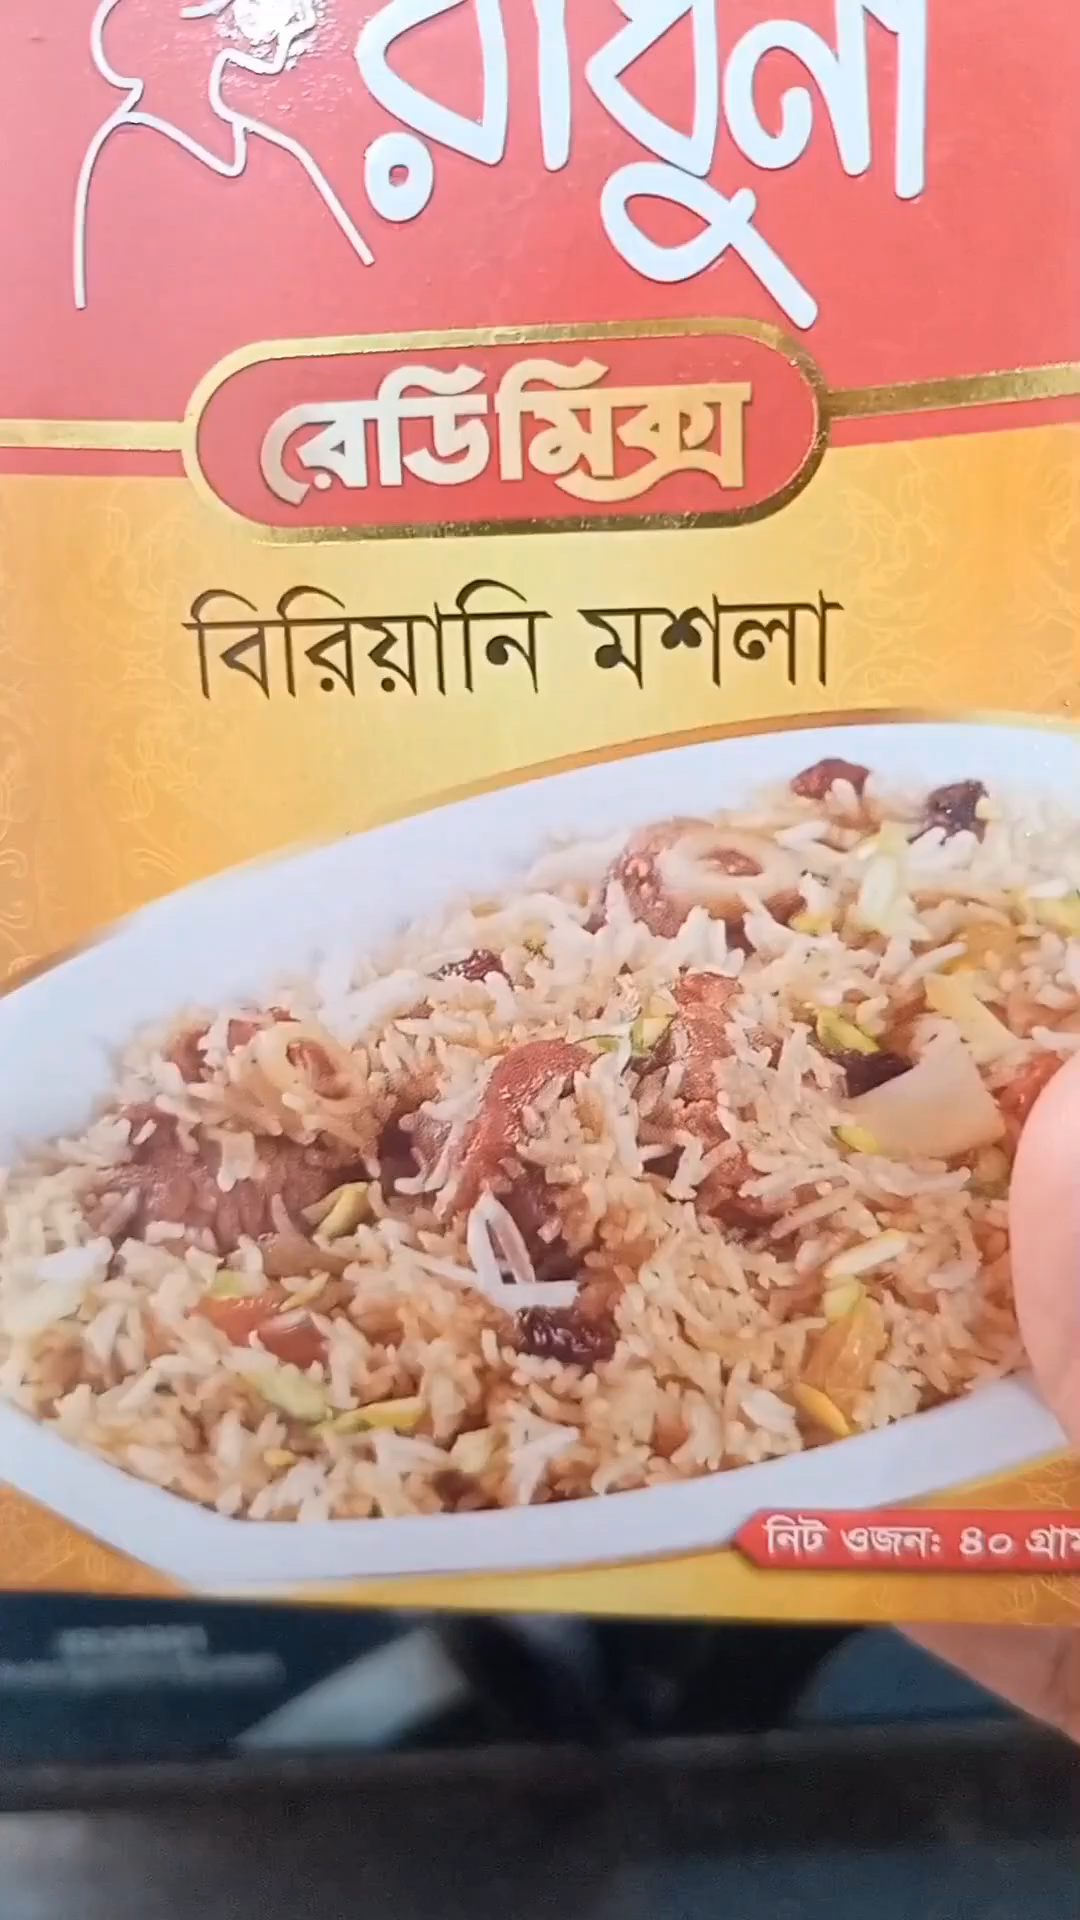 রাঁধুনী
রেডিমিক্স
বিরিয়ানি মশলা
নিট ওজন: ৪০ গ্রাম